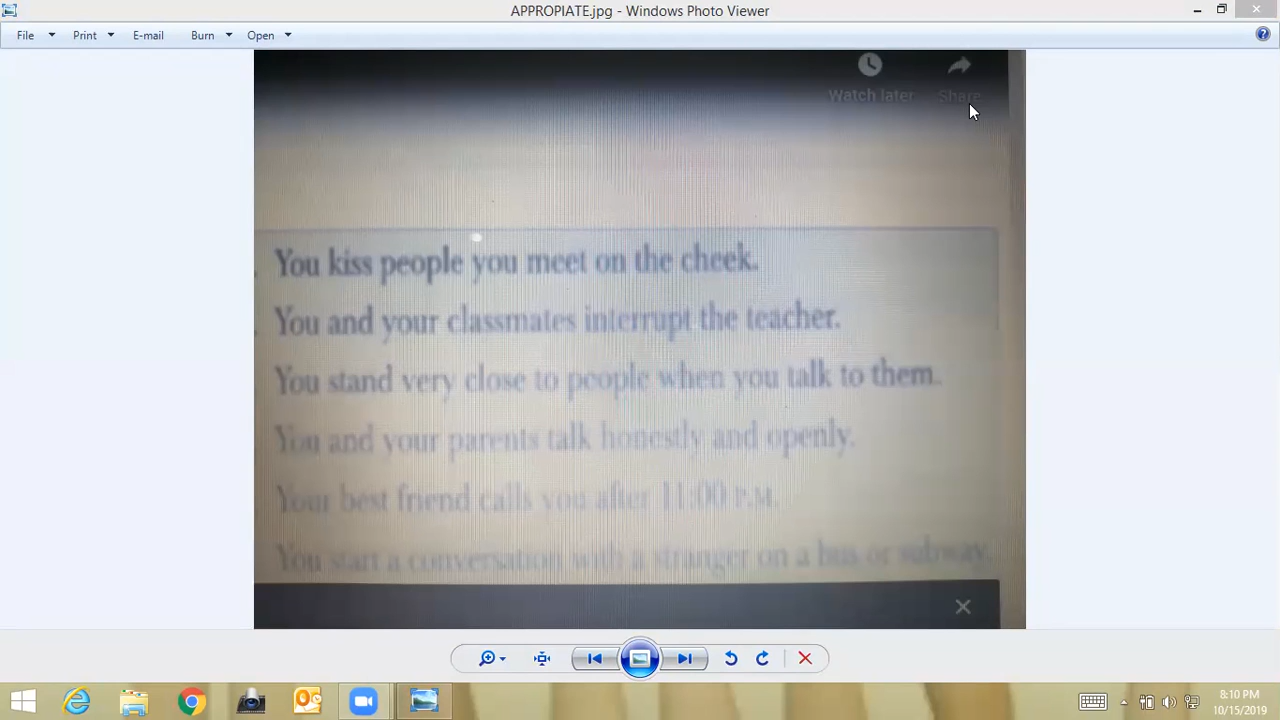 APPROPIATE.jpg - Windows Photo Viewer
File Print E-mail Burn Open
Watch later Share
You kiss people you meet on the cheek.
You and your classmates interrupt the teacher.
You stand very close to people when you talk to them.
You and your parents talk honestly and openly.
Your best friend calls you after 11:00 P.M.
You start a conversation with a stranger on a bus or subway.
8:10 PM
10/15/2019